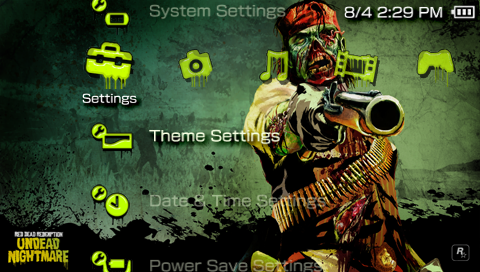 System Settings
8/4 2:29 PM
Settings
Theme Settings
Date & Time Settings
RED DEAD REDEMPTION
UNDEAD
NIGHTMARE
R
Power Save Settings